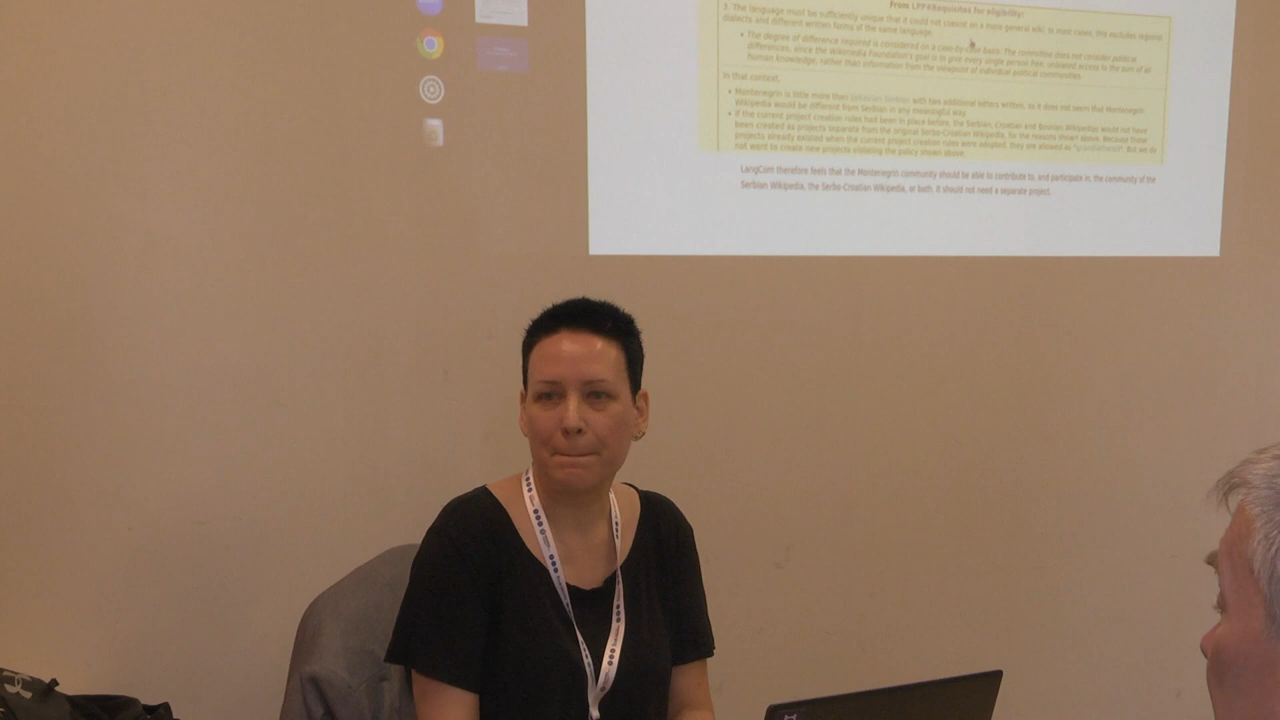 From LPP#Requisites for eligibility:
3. The language must be sufficiently unique that it could not coexist on a more general wiki. In most cases, this excludes regional
dialects and different written forms of the same language.
• The degree of difference required is considered on a case-by-case basis. The committee does not consider political
differences, since the Wikimedia Foundation's goal is to give every single person free, unbiased access to the sum of all
human knowledge, rather than information from the viewpoint of individual political communities.
In that context,
• Montenegrin is little more than Ijekavian Serbian with two additional letters written, so it does not seem that Montenegrin
Wikipedia would be different from Serbian in any meaningful way.
• If the current project creation rules had been in place before, the Serbian, Croatian and Bosnian Wikipedias would not have
been created as projects separate from the original Serbo-Croatian Wikipedia, for the reasons shown above. Because those
projects already existed when the current project creation rules were adopted, they are allowed as "grandfathered". But we do
not want to create new projects violating the policy shown above.
LangCom therefore feels that the Montenegrin community should be able to contribute to, and participate in, the community of the
Serbian Wikipedia, the Serbo-Croatian Wikipedia, or both. It should not need a separate project.